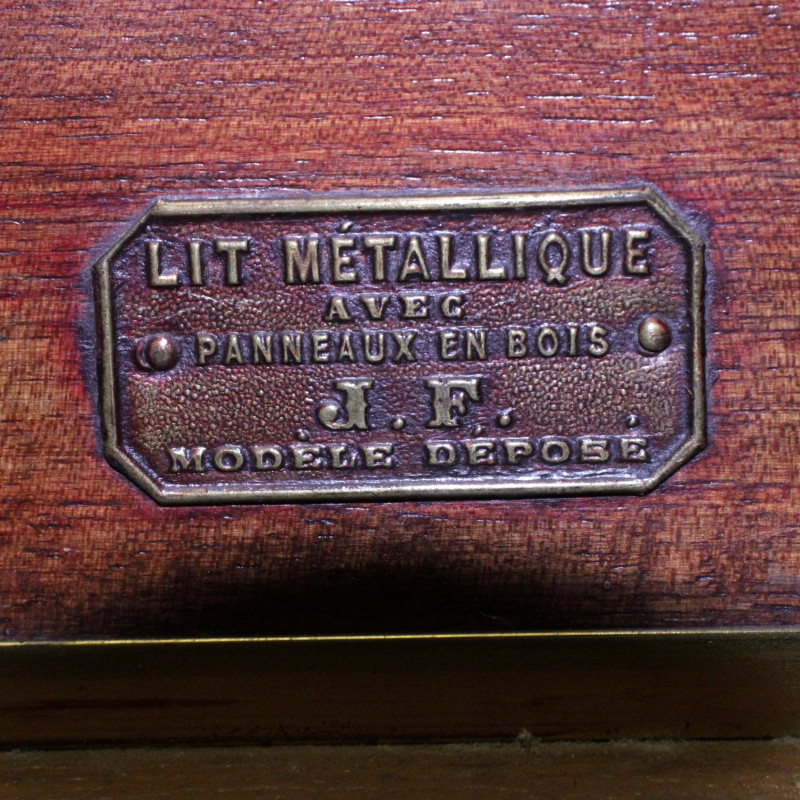 LIT MÉTALLIQUE
AVEC
PANNEAUX EN BOIS
J. F.
MODÈLE DÉPOSÉ